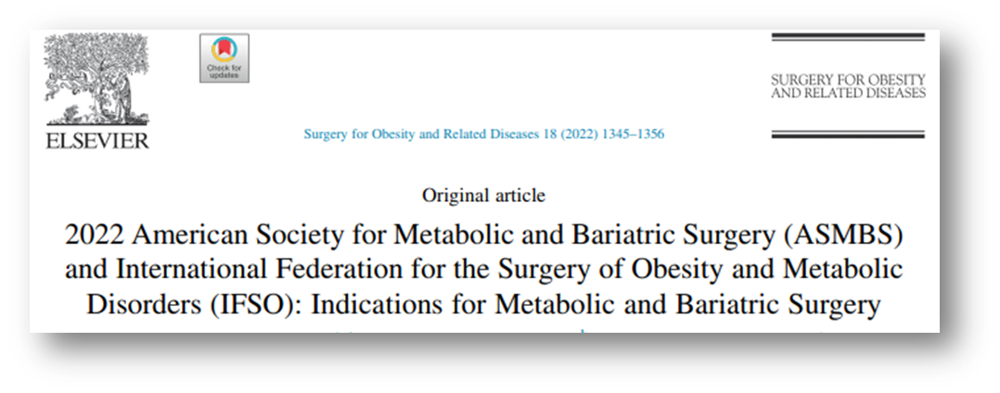 ELSEVIER
Check for
updates
SURGERY FOR OBESITY
AND RELATED DISEASES
Surgery for Obesity and Related Diseases 18 (2022) 1345–1356
Original article
2022 American Society for Metabolic and Bariatric Surgery (ASMBS)
and International Federation for the Surgery of Obesity and Metabolic
Disorders (IFSO): Indications for Metabolic and Bariatric Surgery